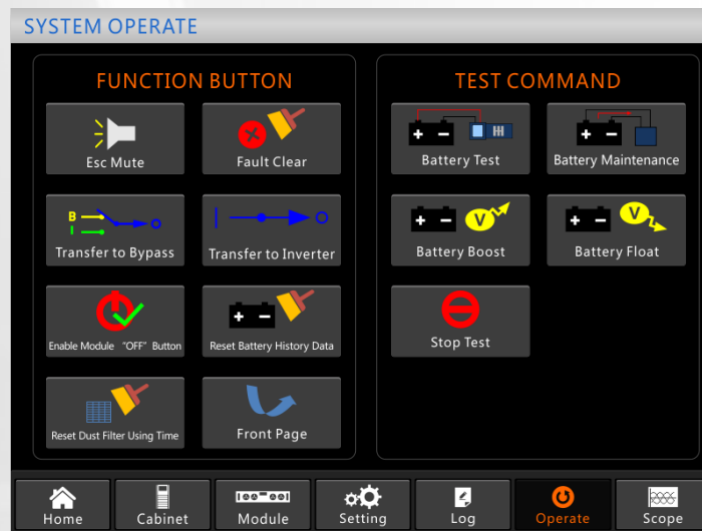 SYSTEM OPERATE
FUNCTION BUTTON
Esc Mute
Fault Clear
B
I
O
Transfer to Bypass
I
O
Transfer to Inverter
Enable Module "OFF" Button
Reset Battery History Data
Reset Dust Filter Using Time
Front Page
TEST COMMAND
Battery Test
Battery Maintenance
V
Battery Boost
V
Battery Float
Stop Test
Home
Cabinet
Module
Setting
Log
Operate
Scope